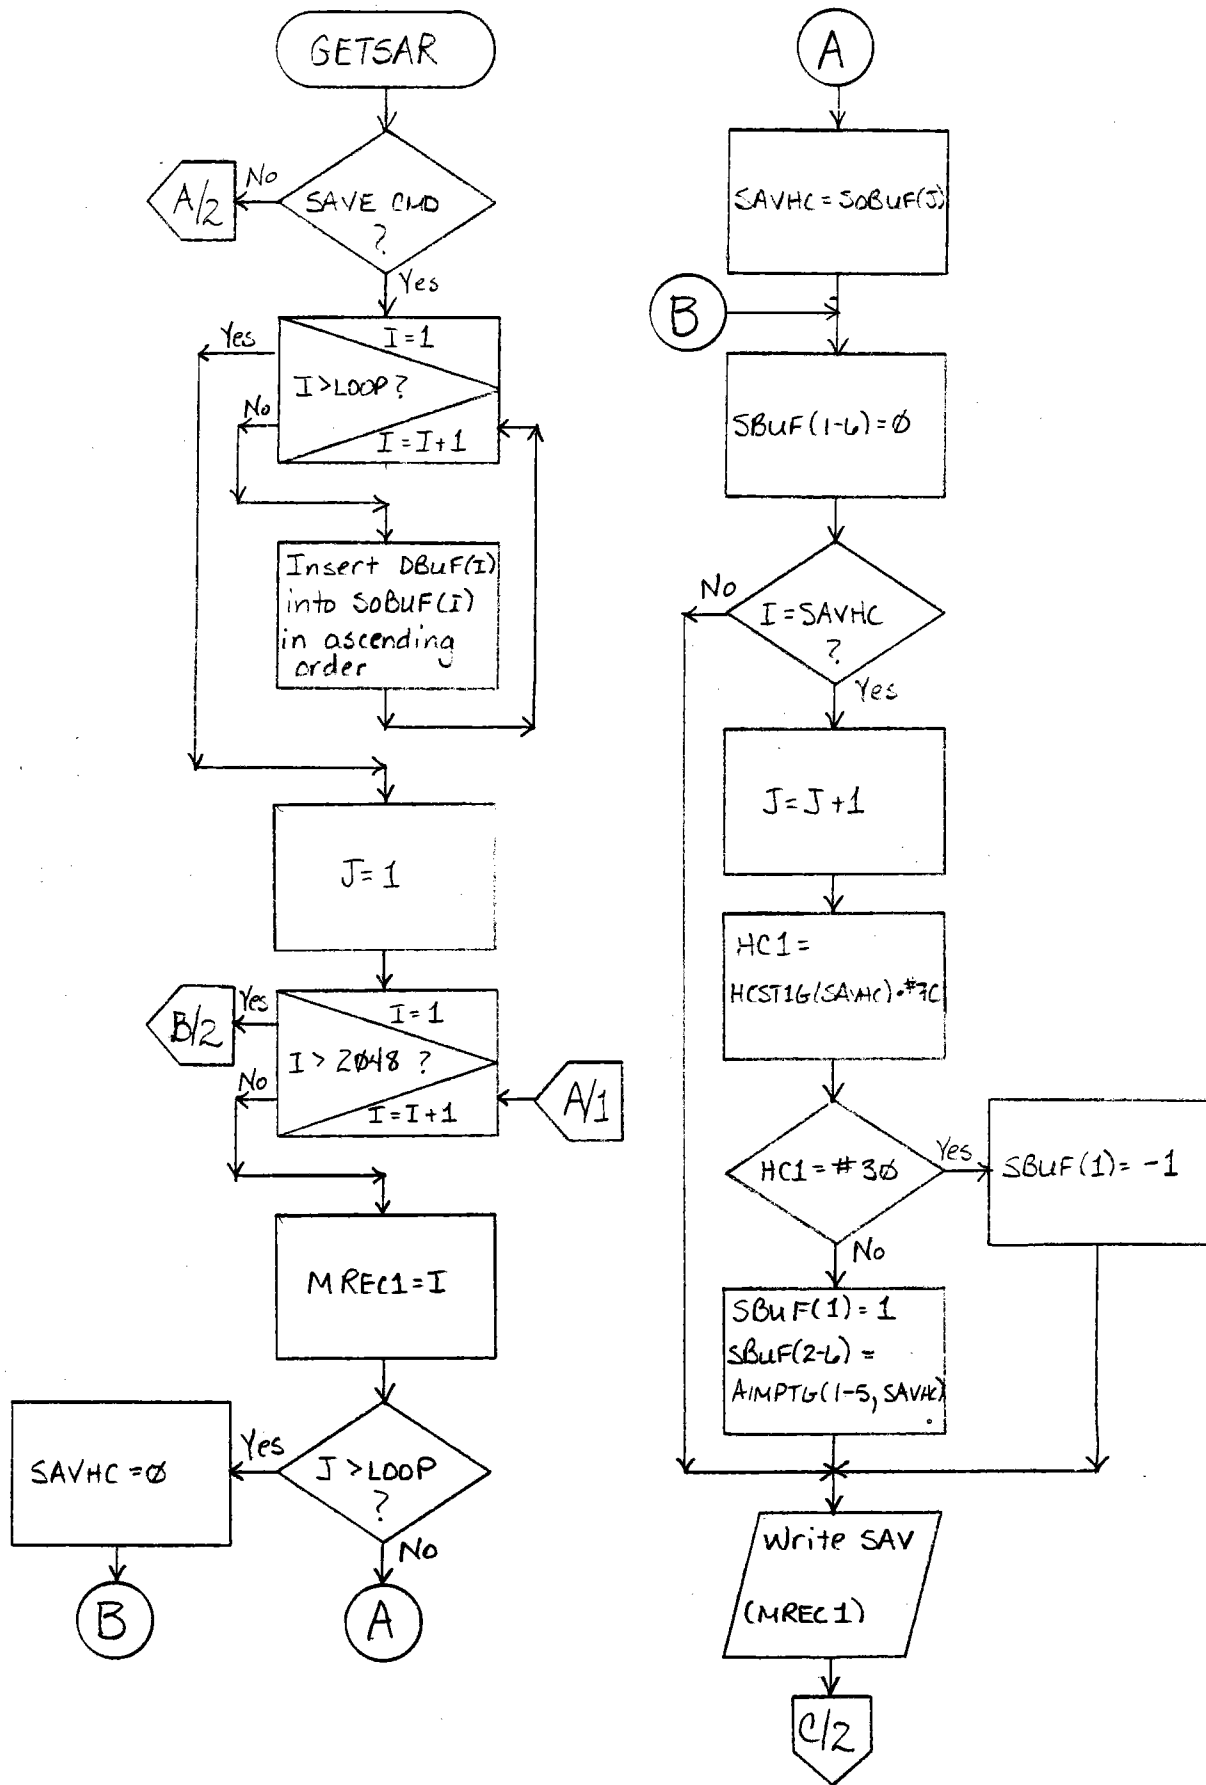 GETSAR
SAVE CMD
?
No
A/2
Yes
I=1
I>LOOP?
I=I+1
Yes
No
Insert DBUF(I)
into SOBUF(I)
in ascending
order
J=1
I=1
I>2Ø48 ?
I=I+1
Yes
B/2
No
A/1
MREC1=I
J>LOOP
?
Yes
SAVHC=Ø
B
No
A
A
SAVHC=SOBUF(J)
B
SBUF(1-6)=Ø
I=SAVHC
?
No
Yes
J=J+1
HC1=
HCST1G(SAVHC).#7C
HC1=#3Ø
Yes
SBUF(1)=-1
No
SBUF(1)=1
SBUF(2-6)=
AIMPTG(1-5,SAVHC)
Write SAV
(MREC1)
C/2